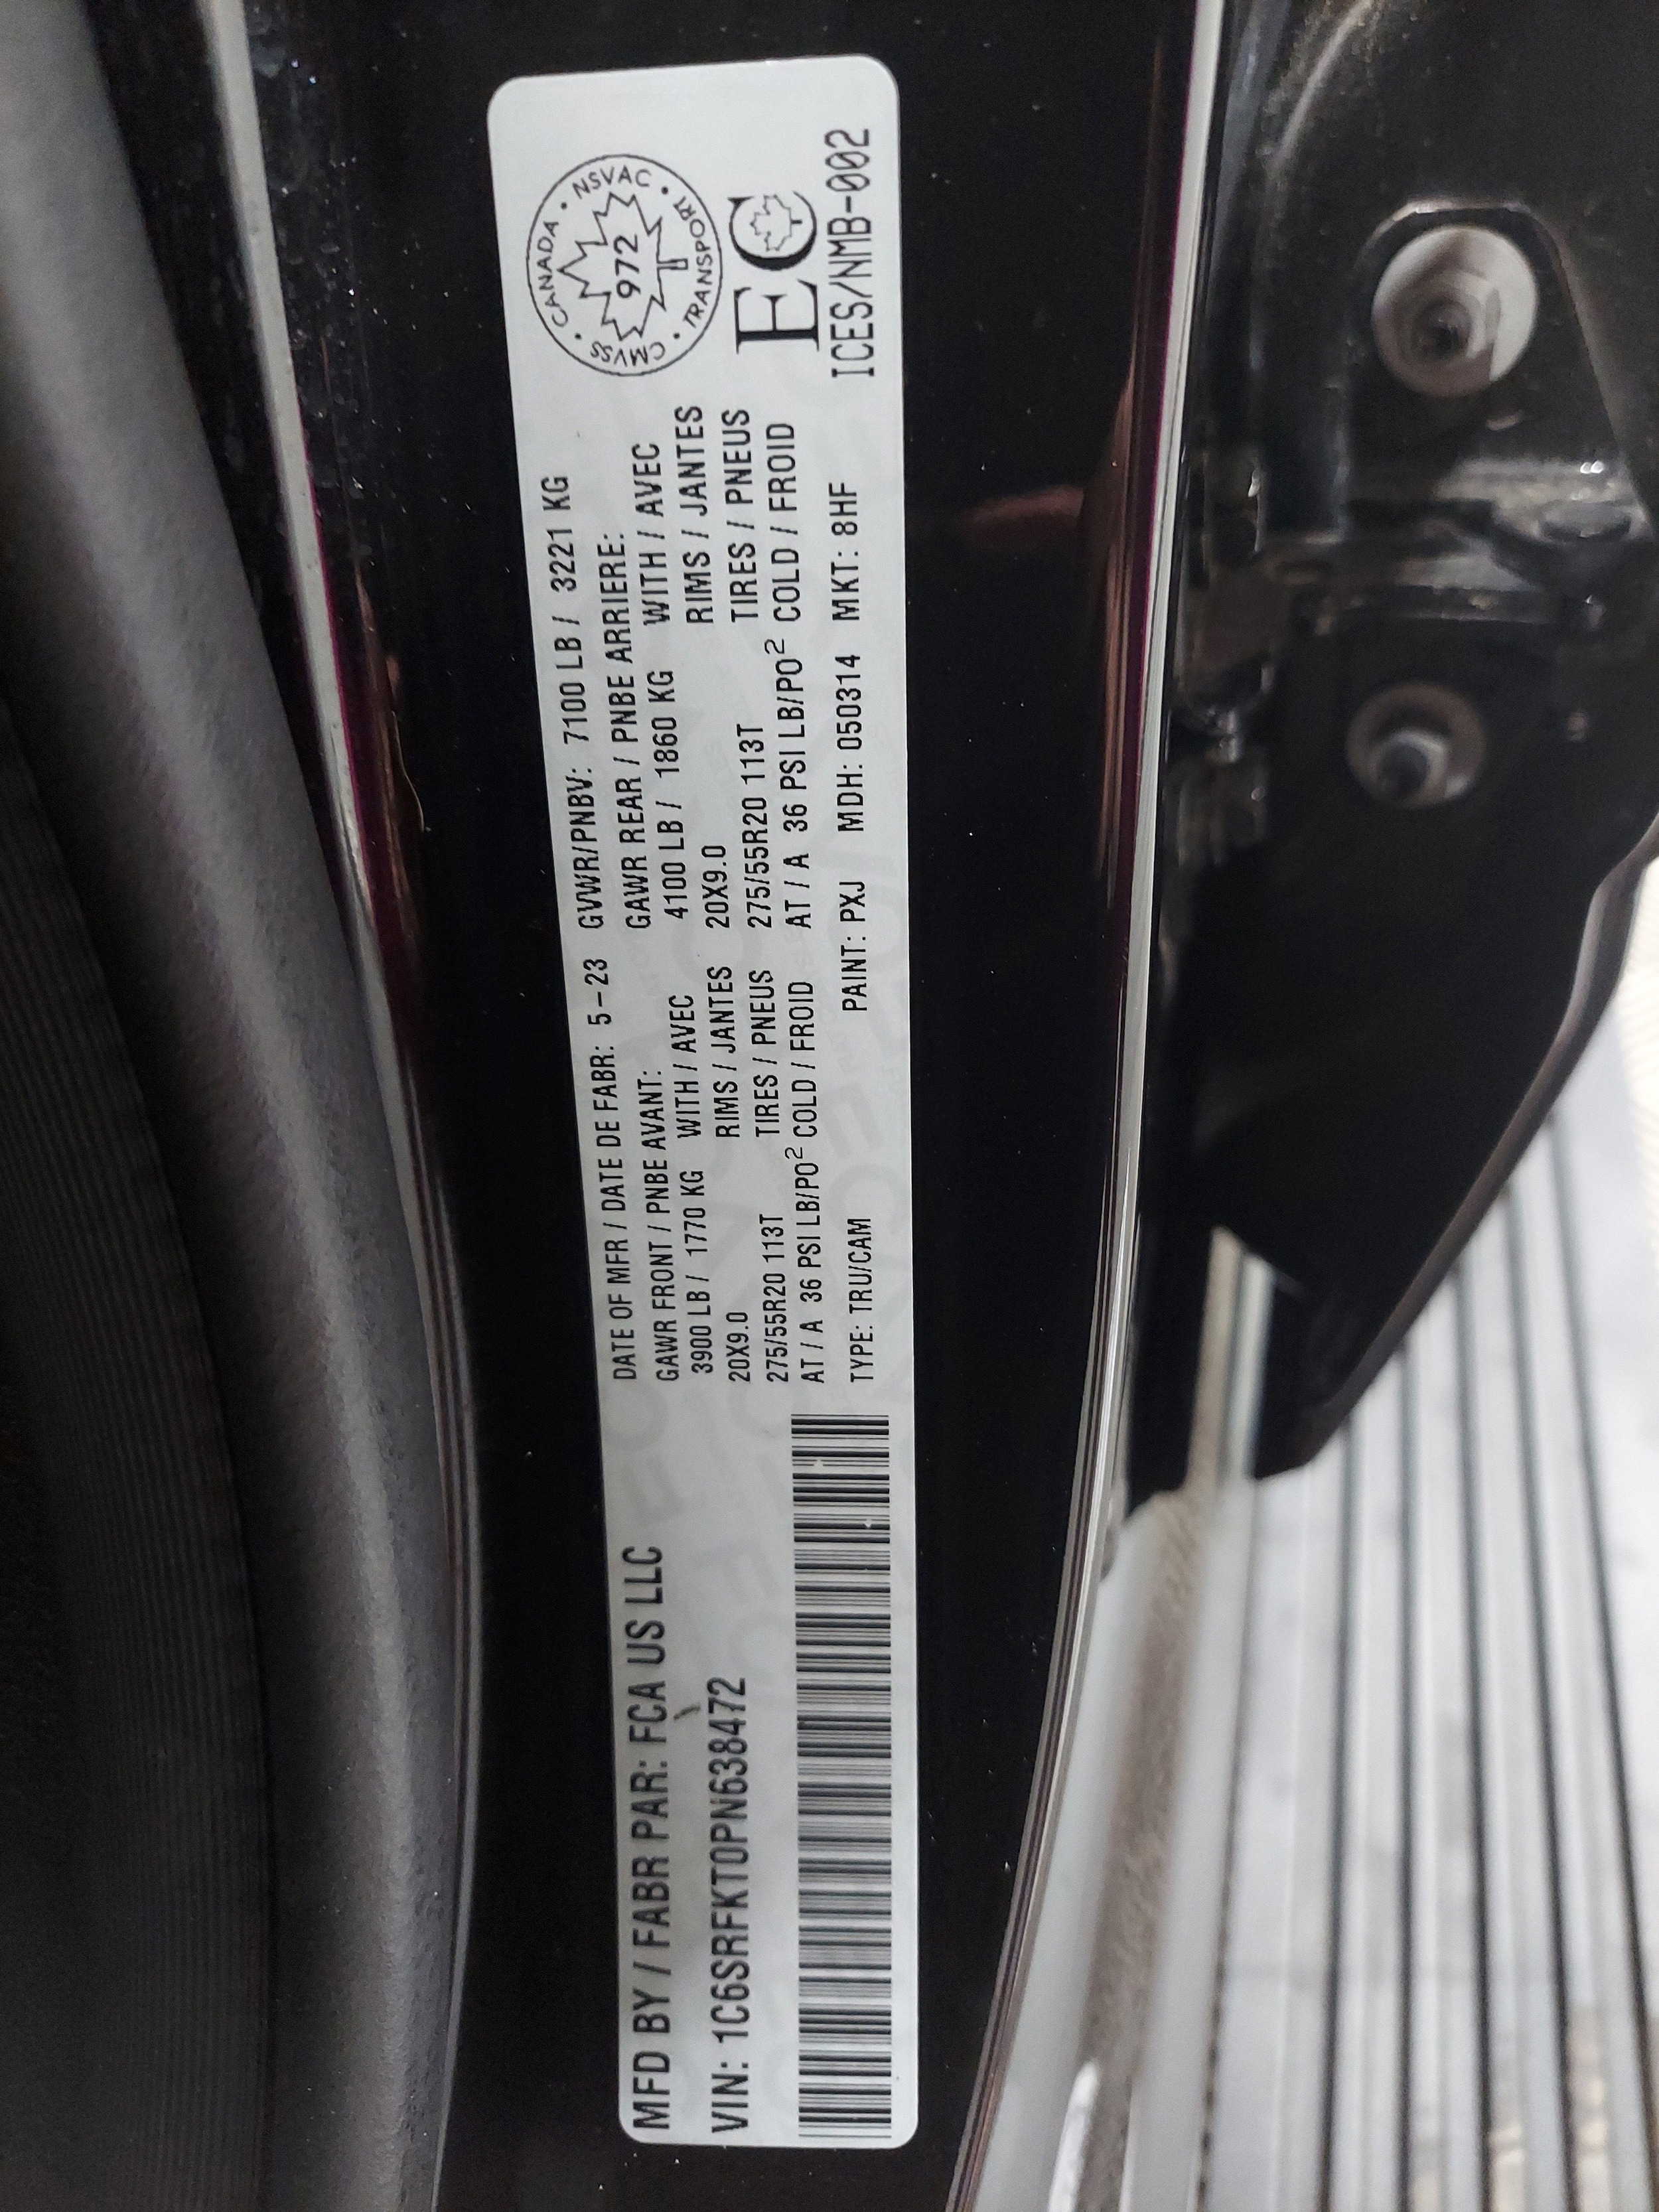 MFD BY / FABR PAR: FCA US LLC
VIN: 1C6SRFKT0PN638472
DATE OF MFR / DATE DE FABR: 5-23 GVWR/PNBV: 7100 LB / 3221 KG
GAWR FRONT / PNBE AVANT: GAWR REAR / PNBE ARRIERE:
3900 LB / 1770 KG WITH / AVEC 4100 LB / 1860 KG WITH / AVEC
20X9.0 RIMS / JANTES 20X9.0 RIMS / JANTES
275/55R20 113T TIRES / PNEUS 275/55R20 113T TIRES / PNEUS
AT / A 36 PSI LB/PO² COLD / FROID AT / A 36 PSI LB/PO² COLD / FROID
TYPE: TRU/CAM PAINT: PXJ MDH: 050314 MKT: 8HF
CANADA • NSVAC • TRANSPORT • CMVSS •
972
EC
ICES/NMB-002